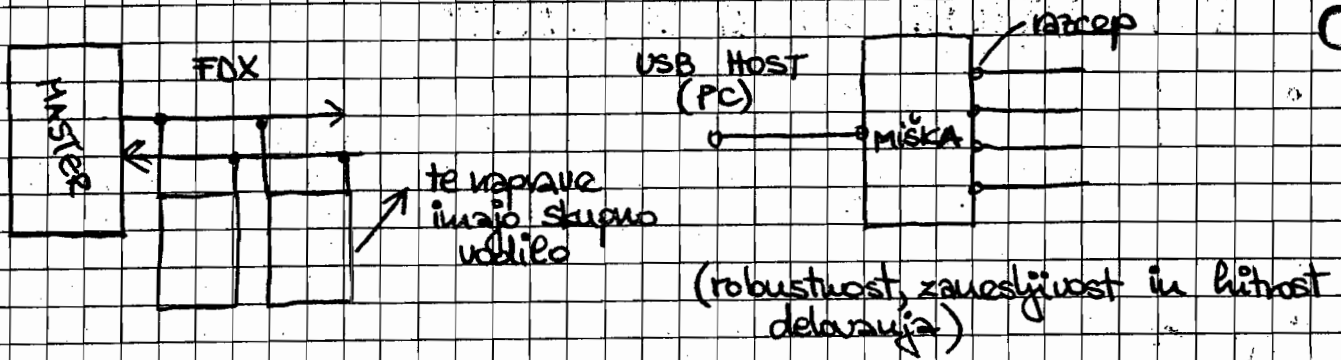 MASTER
FDX
te naprave
imajo skupno
vodilo
USB HOST
(PC)
MIŠKA
razcep
(robustnost, zanesljivost in hitrost
delovanja)